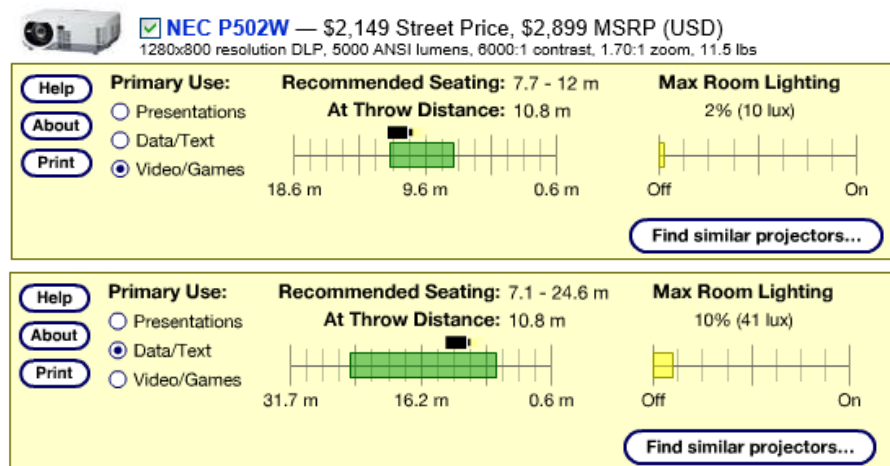 NEC P502W — $2,149 Street Price, $2,899 MSRP (USD)
1280x800 resolution DLP, 5000 ANSI lumens, 6000:1 contrast, 1.70:1 zoom, 11.5 lbs
Help Primary Use: Recommended Seating: 7.7 - 12 m Max Room Lighting
Presentations At Throw Distance: 10.8 m 2% (10 lux)
About
Data/Text
Print Video/Games
18.6 m 9.6 m 0.6 m Off On
Find similar projectors...
Help Primary Use: Recommended Seating: 7.1 - 24.6 m Max Room Lighting
Presentations At Throw Distance: 10.8 m 10% (41 lux)
About
Data/Text
Print Video/Games
31.7 m 16.2 m 0.6 m Off On
Find similar projectors...